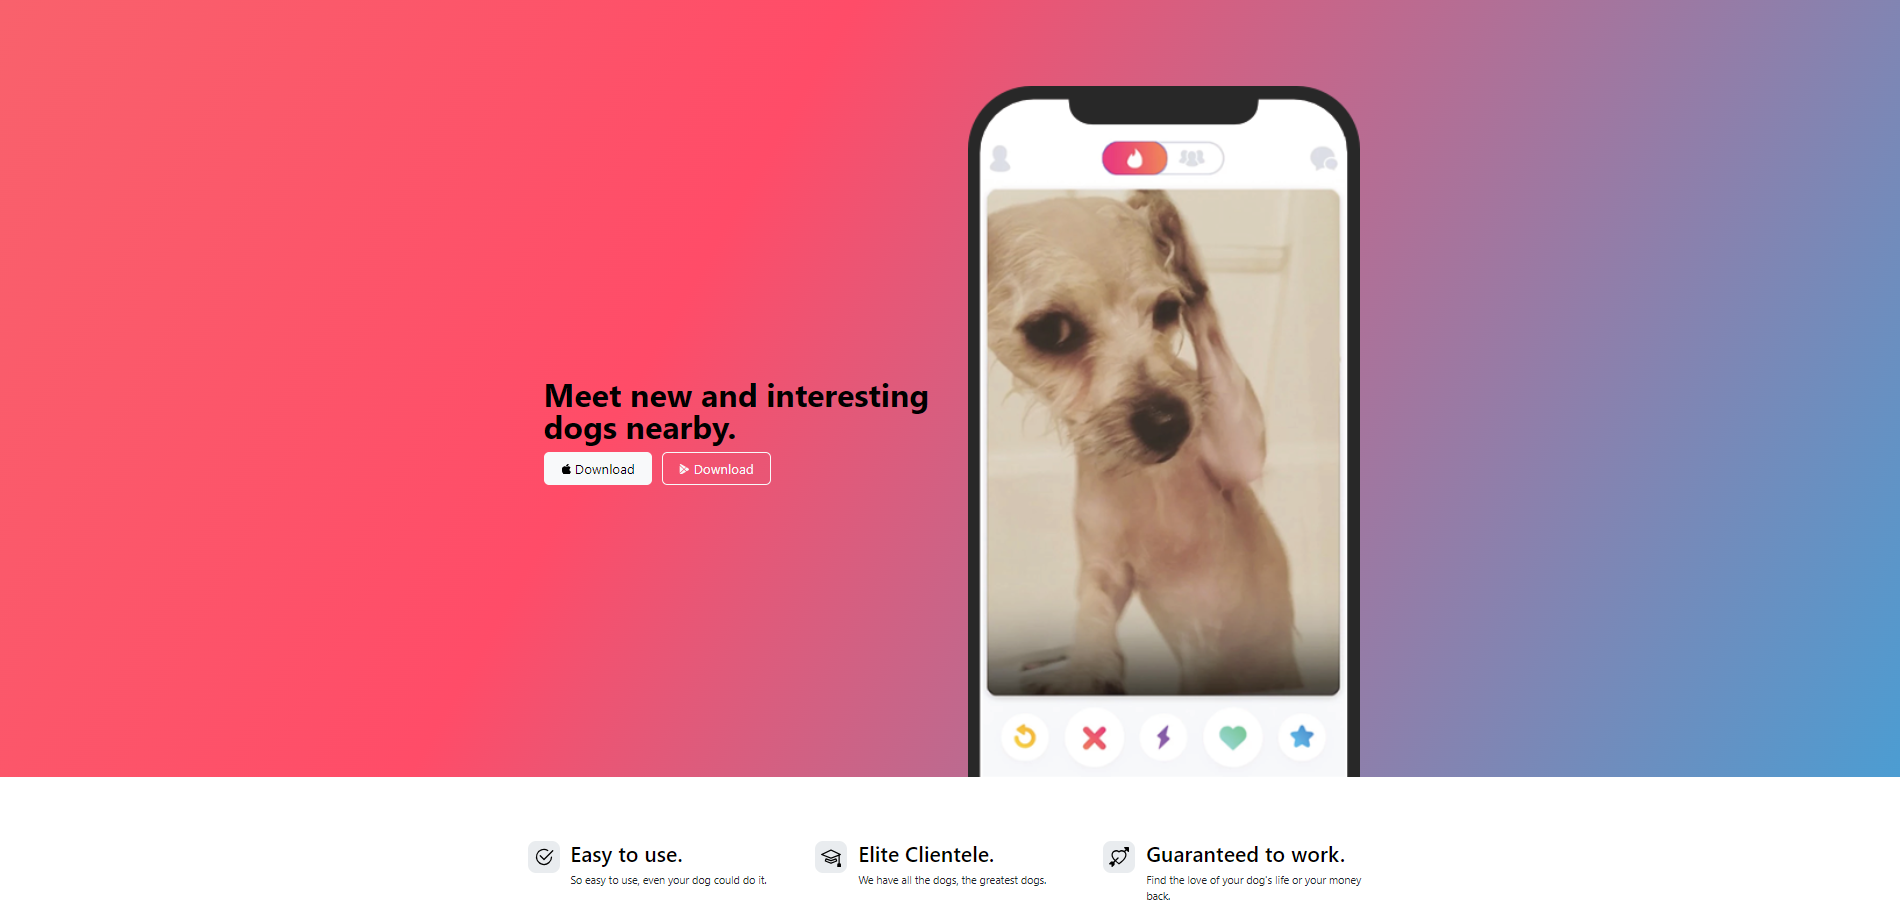 Meet new and interesting
dogs nearby.
Download
Download
Easy to use.
So easy to use, even your dog could do it.
Elite Clientele.
We have all the dogs, the greatest dogs.
Guaranteed to work.
Find the love of your dog's life or your money
back.